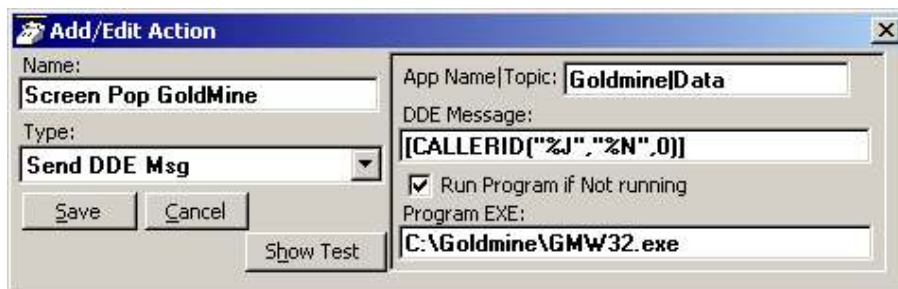 Add/Edit Action
Name:
Screen Pop GoldMine
Type:
Send DDE Msg
Save Cancel
Show Test
App Name|Topic: Goldmine|Data
DDE Message:
[CALLERID("%J","%N",0)]
Run Program if Not running
Program EXE:
C:\Goldmine\GMW32.exe